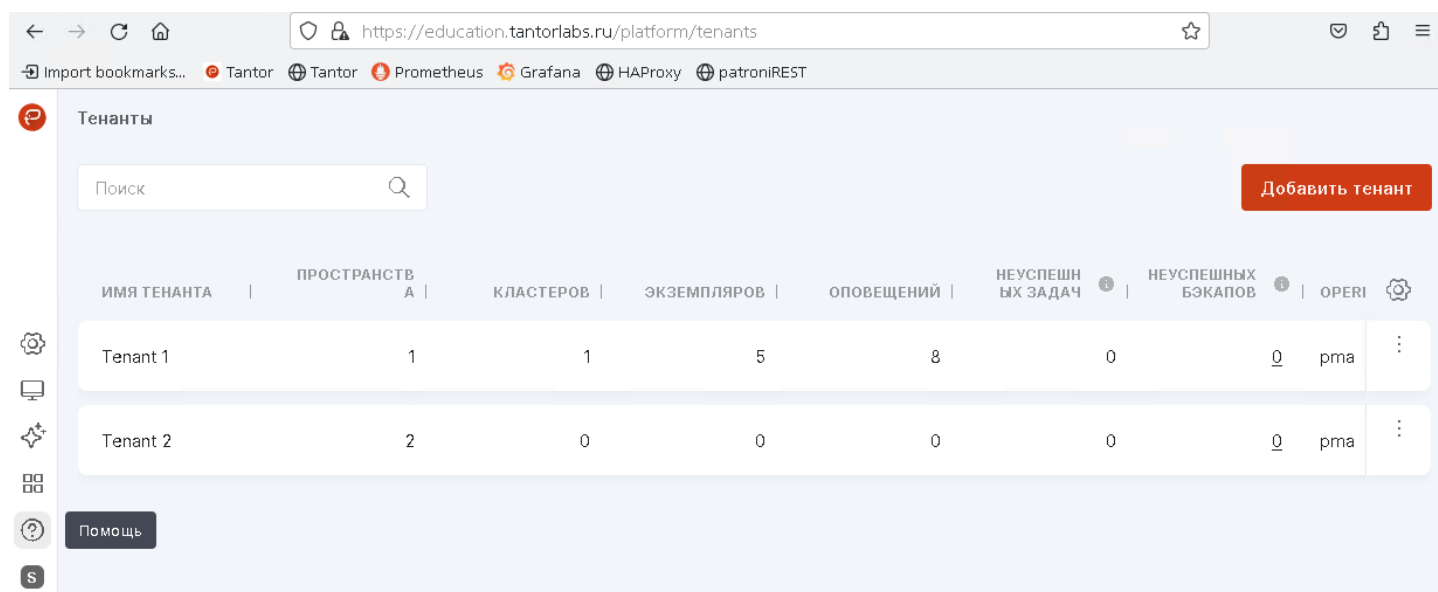 https://education.tantorlabs.ru/platform/tenants
Import bookmarks... Tantor Tantor Prometheus Grafana HAProxy patroniREST
Тенанты
Поиск
Добавить тенант
ИМЯ ТЕНАНТА | ПРОСТРАНСТВ
А | КЛАСТЕРОВ | ЭКЗЕМПЛЯРОВ | ОПОВЕЩЕНИЙ | НЕУСПЕШН
ЫХ ЗАДАЧ | НЕУСПЕШНЫХ
БЭКАПОВ | OPERI
Tenant 1 1 1 5 8 0 0 pma
Tenant 2 2 0 0 0 0 0 pma
Помощь
S